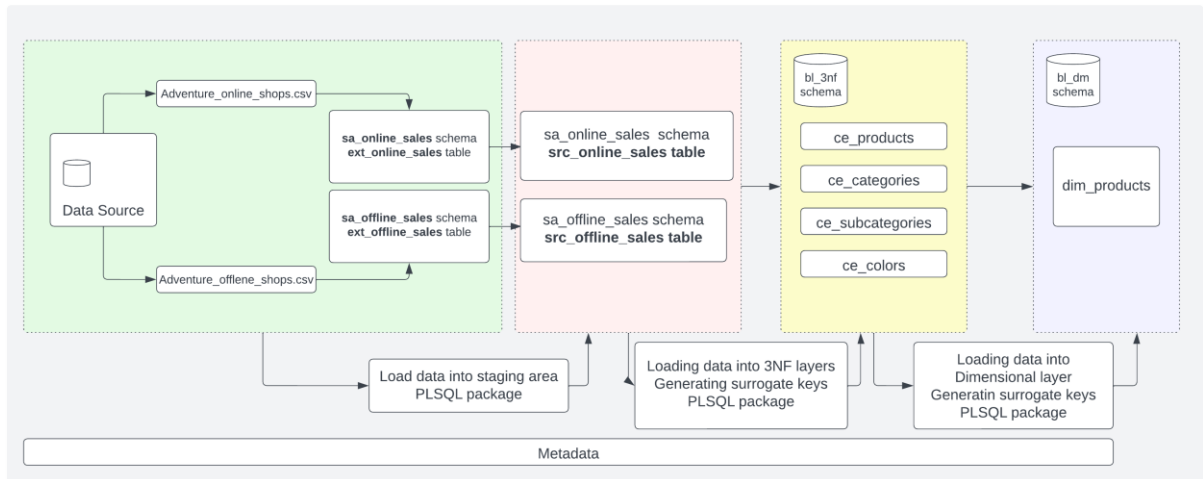 Adventure_online_shops.csv
Data Source
Adventure_offlene_shops.csv
sa_online_sales schema
ext_online_sales table
sa_offline_sales schema
ext_offline_sales table
sa_online_sales schema
src_online_sales table
sa_offline_sales schema
src_offline_sales table
bl_3nf
schema
ce_products
ce_categories
ce_subcategories
ce_colors
bl_dm
schema
dim_products
Load data into staging area
PLSQL package
Loading data into 3NF layers
Generating surrogate keys
PLSQL package
Loading data into
Dimensional layer
Generatin surrogate keys
PLSQL package
Metadata